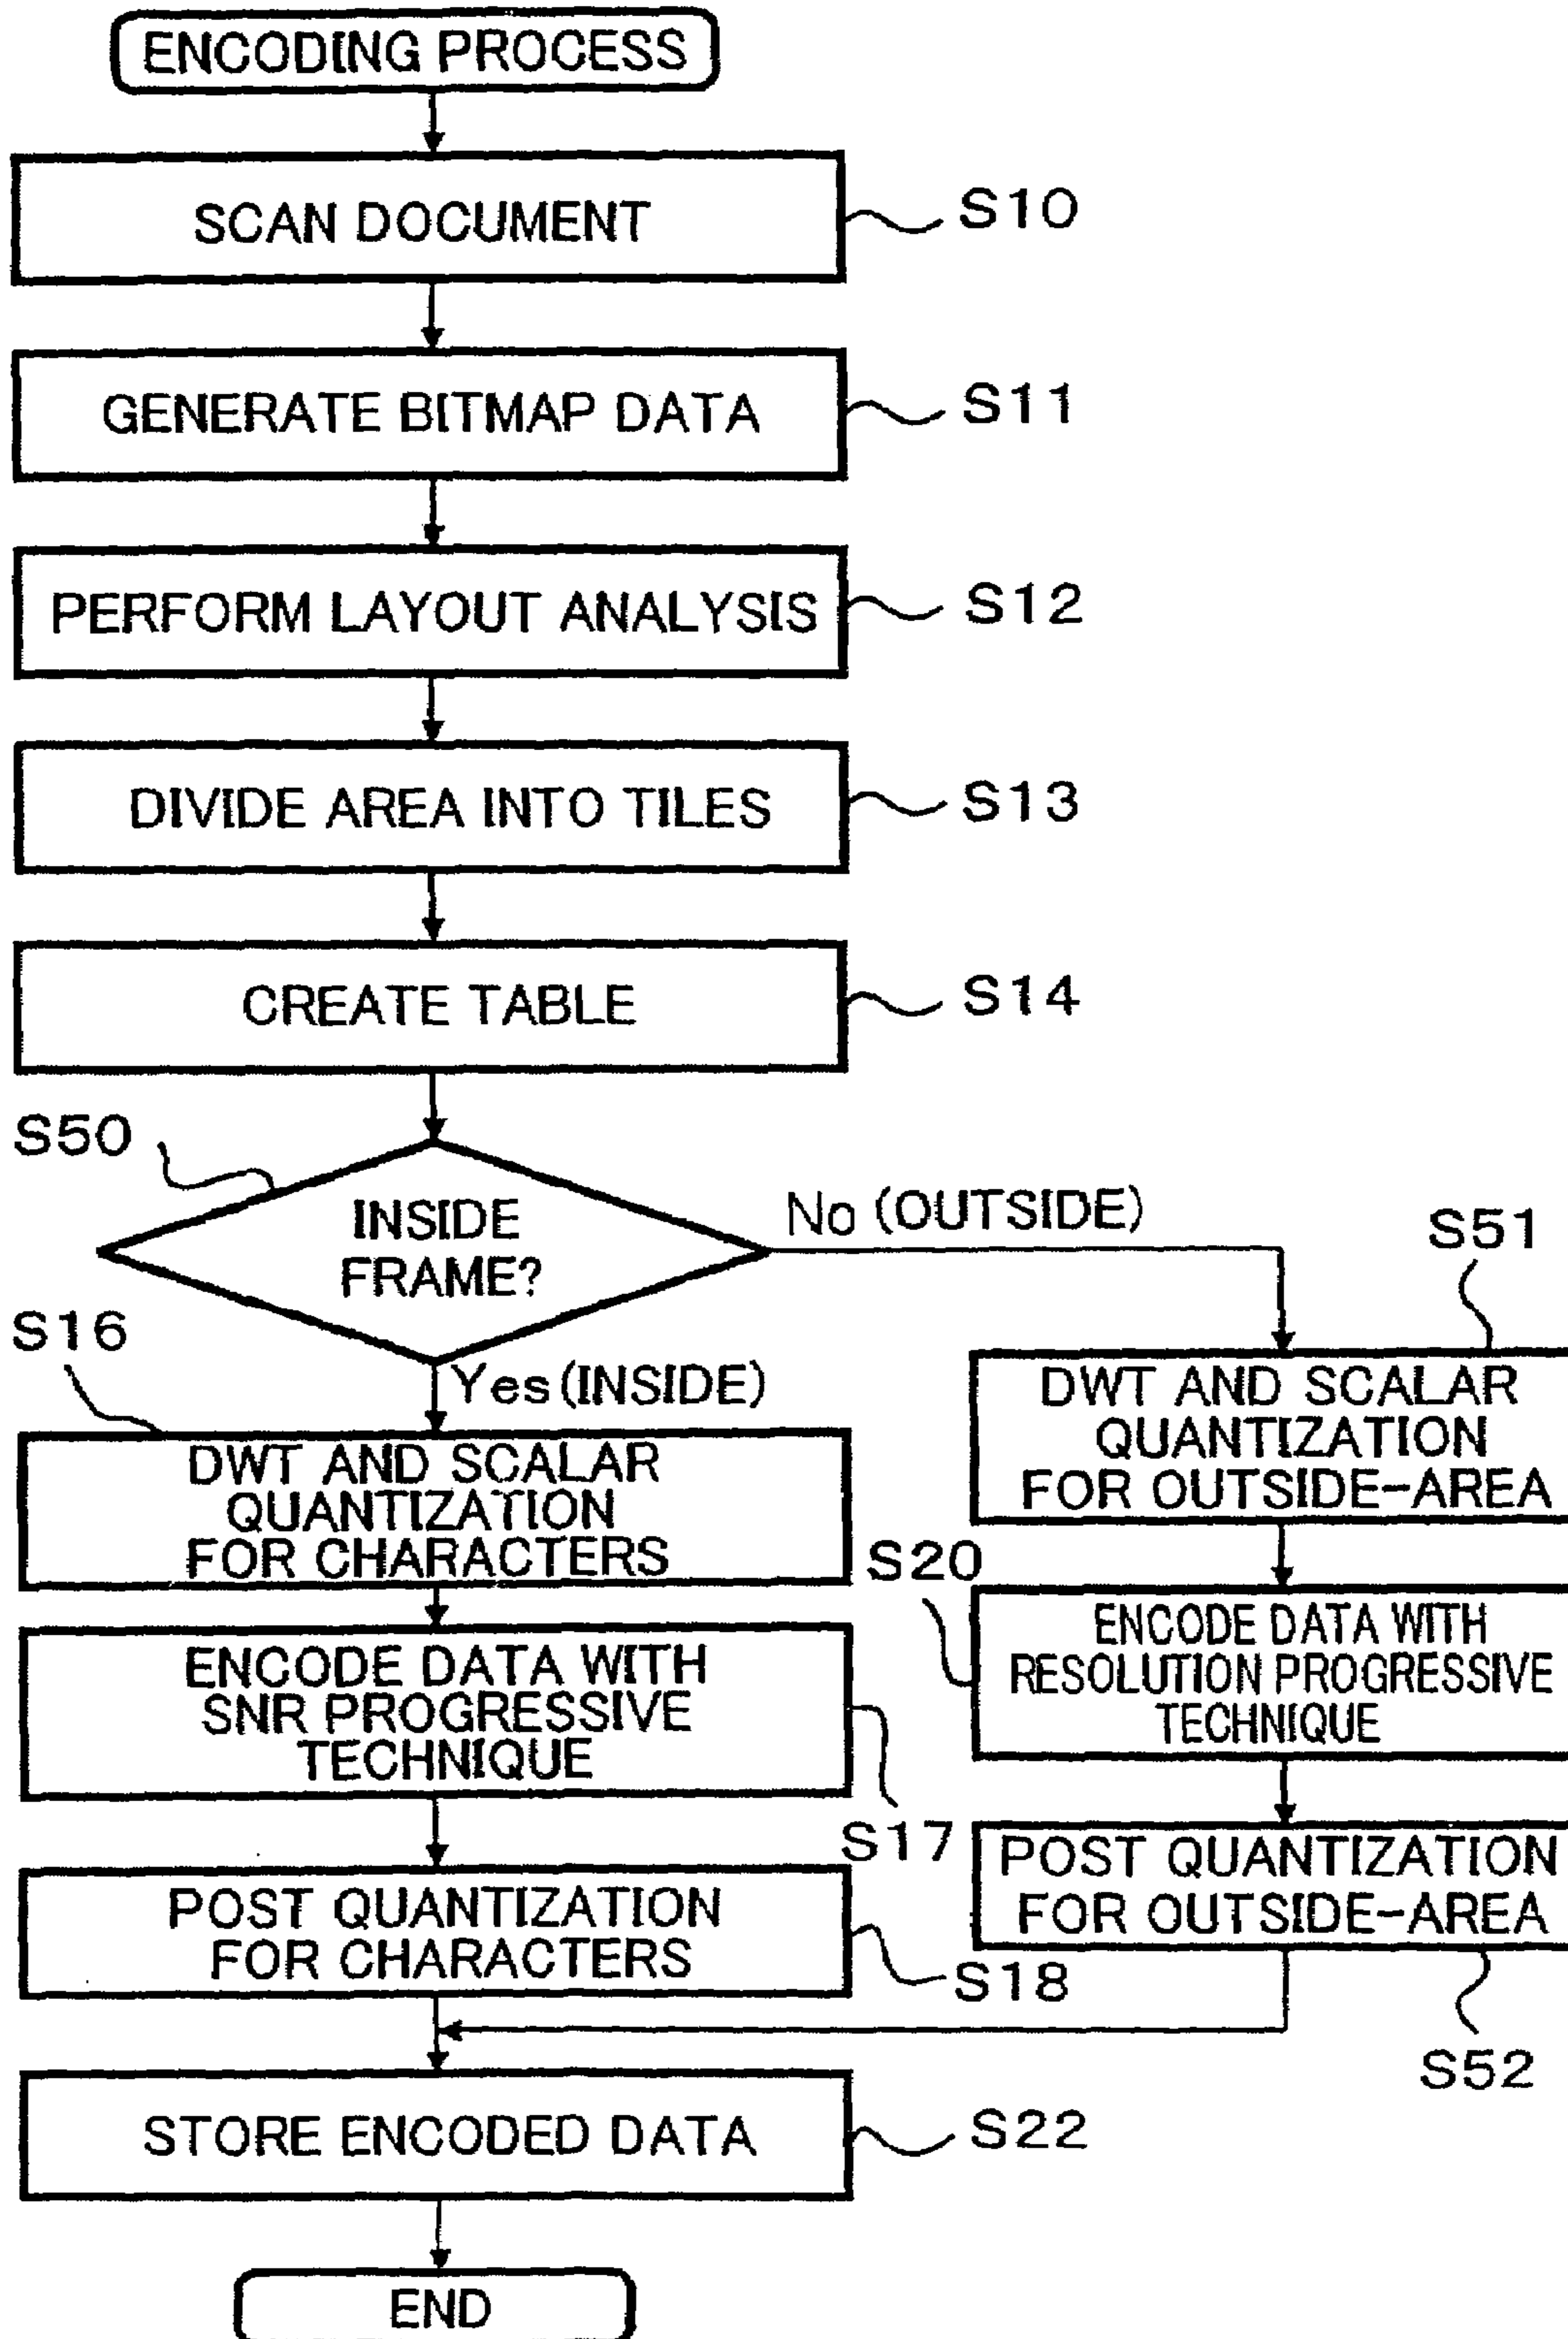 ENCODING PROCESS
SCAN DOCUMENT
S10
GENERATE BITMAP DATA
S11
PERFORM LAYOUT ANALYSIS
S12
DIVIDE AREA INTO TILES
S13
CREATE TABLE
S14
S50
INSIDE
FRAME?
No (OUTSIDE)
Yes (INSIDE)
S16
DWT AND SCALAR
QUANTIZATION
FOR CHARACTERS
ENCODE DATA WITH
SNR PROGRESSIVE
TECHNIQUE
S17
POST QUANTIZATION
FOR CHARACTERS
S18
S51
DWT AND SCALAR
QUANTIZATION
FOR OUTSIDE-AREA
S20
ENCODE DATA WITH
RESOLUTION PROGRESSIVE
TECHNIQUE
POST QUANTIZATION
FOR OUTSIDE-AREA
S52
STORE ENCODED DATA
S22
END